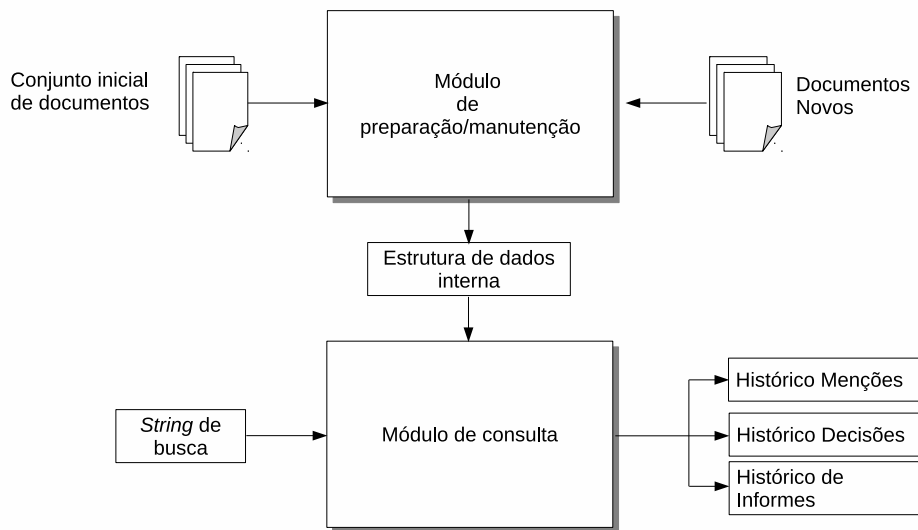 Conjunto inicial
de documentos
Módulo
de
preparação/manutenção
Documentos
Novos
Estrutura de dados
interna
String de
busca
Módulo de consulta
Histórico Menções
Histórico Decisões
Histórico de
Informes